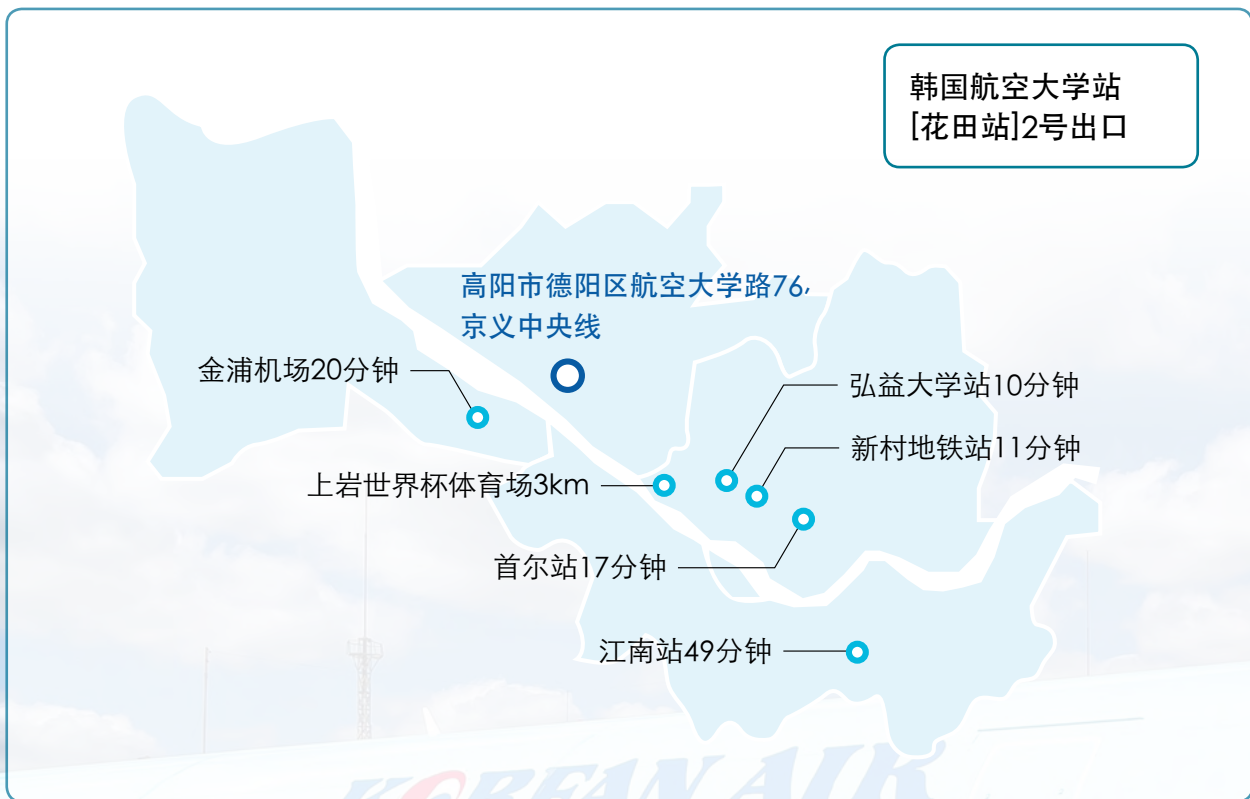 韩国航空大学站
[花田站]2号出口
高阳市德阳区航空大学路76,
京义中央线
金浦机场20分钟
弘益大学站10分钟
新村地铁站11分钟
上岩世界杯体育场3km
首尔站17分钟
江南站49分钟
KOREAN AIR